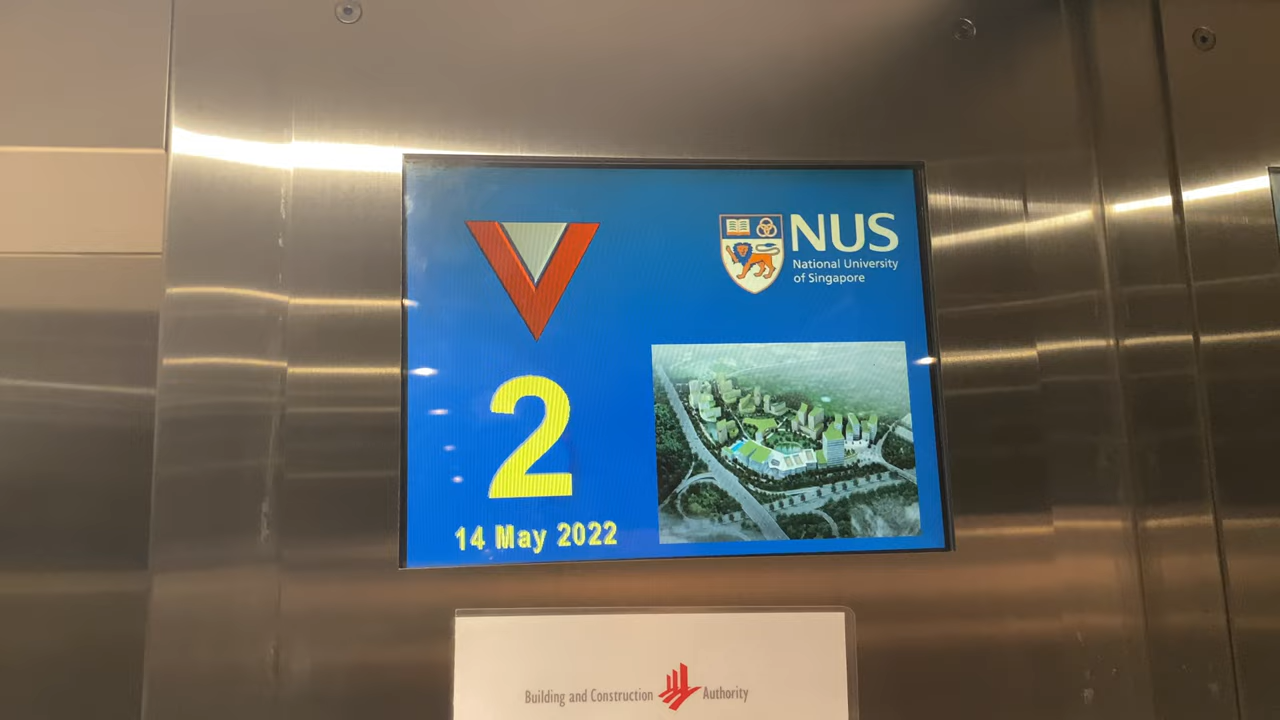 NUS
National University
of Singapore
2
14 May 2022
Building and Construction Authority